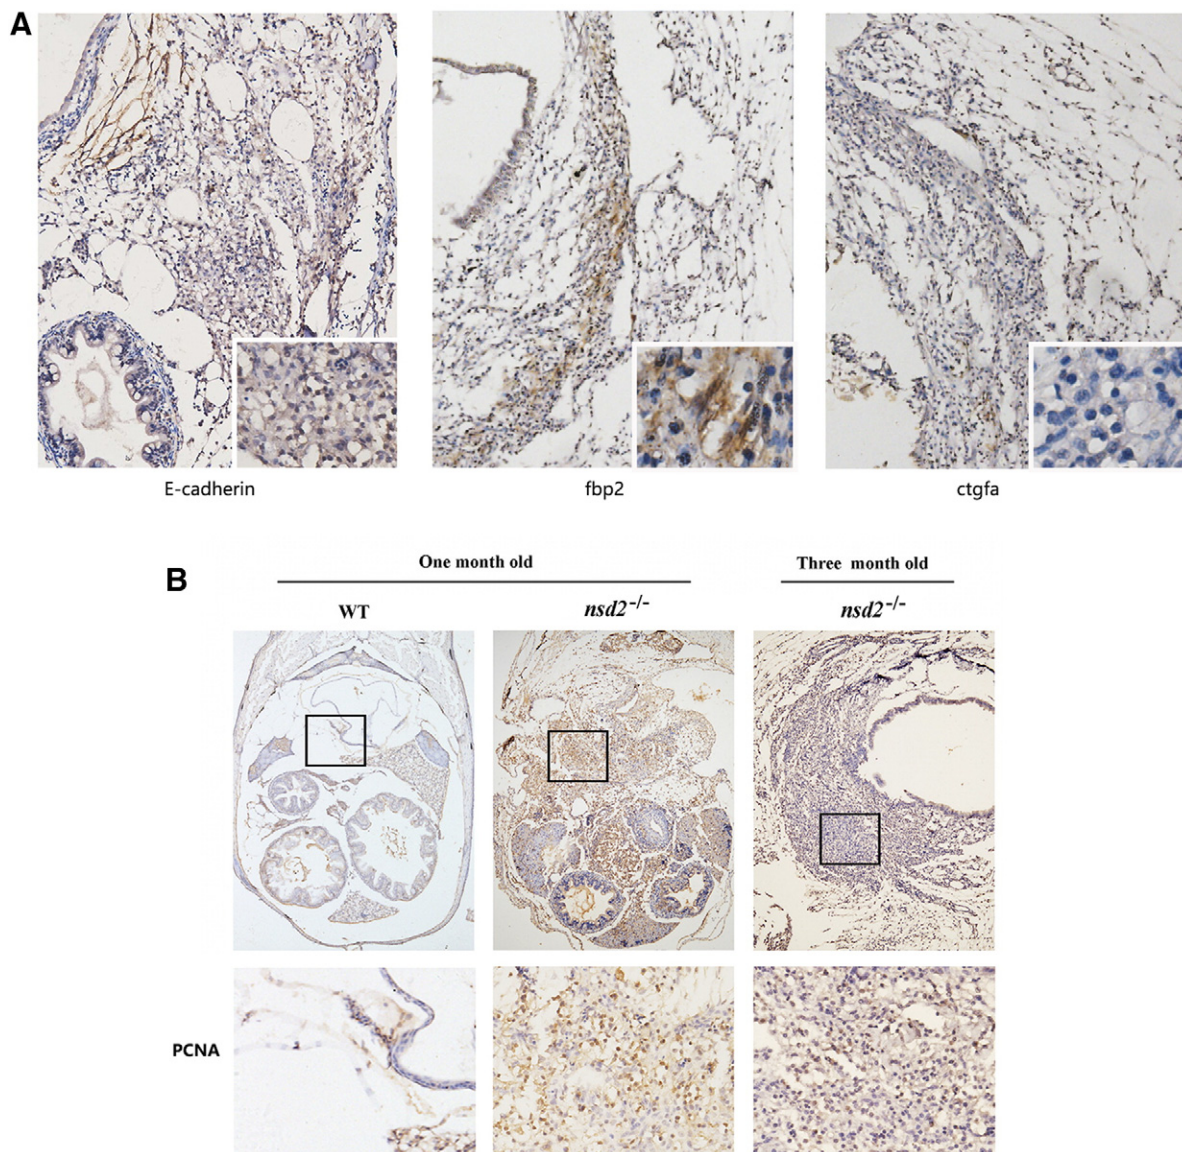 A
E-cadherin
fbp2
ctgfa
B
One month old
Three month old
WT
nsd2-/-
nsd2-/-
PCNA